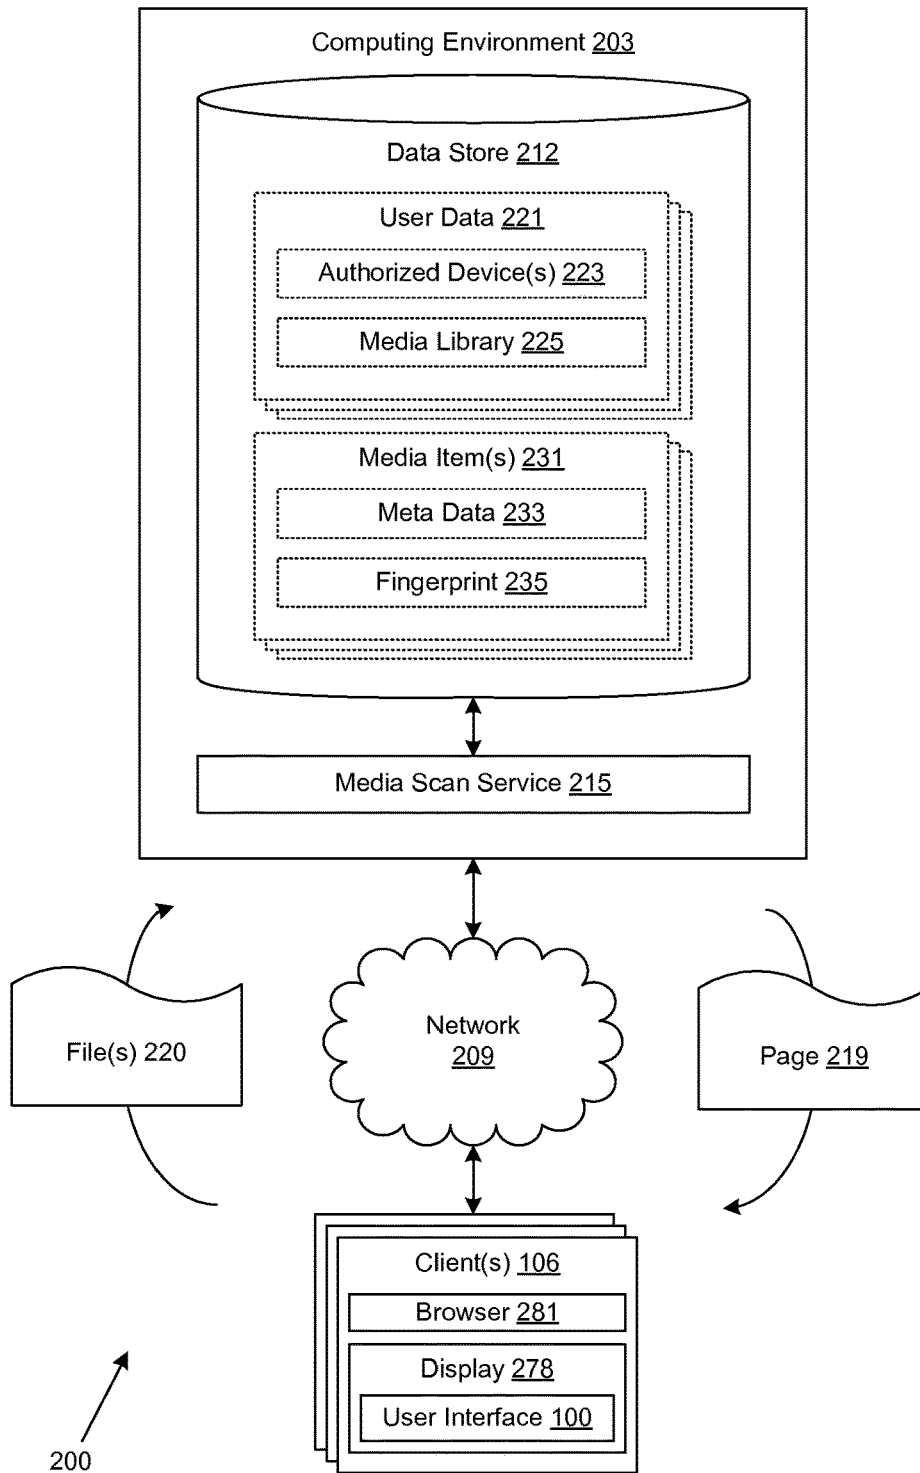 Computing Environment 203
Data Store 212
User Data 221
Authorized Device(s) 223
Media Library 225
Media Item(s) 231
Meta Data 233
Fingerprint 235
Media Scan Service 215
File(s) 220
Network
209
Page 219
Client(s) 106
Browser 281
Display 278
User Interface 100
200